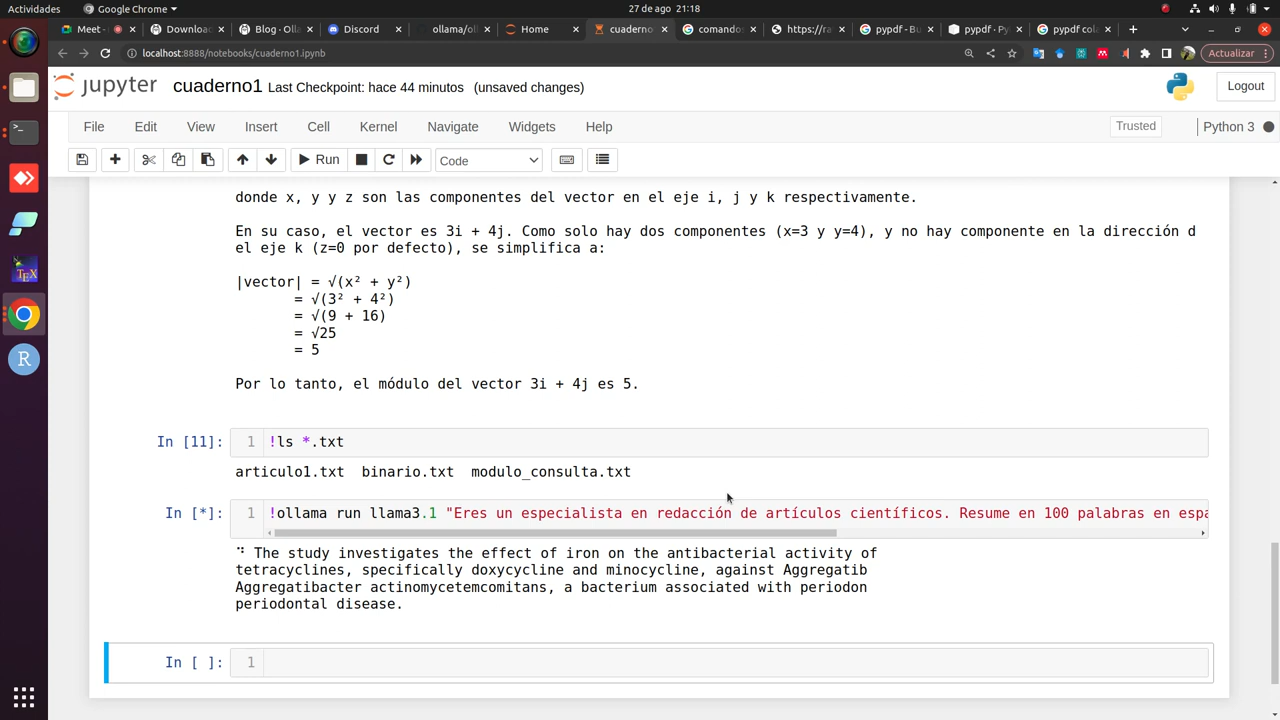 Actividades
Google Chrome
27 de ago 21:18
Meet -
Downloa
Blog · Olla
Discord
ollama/oll
Home
cuaderno
comandos
https://ra
pypdf - Bu
pypdf · Py
pypdf cola
localhost:8888/notebooks/cuaderno1.ipynb
Actualizar
jupyter cuaderno1 Last Checkpoint: hace 44 minutos (unsaved changes)
Logout
File Edit View Insert Cell Kernel Navigate Widgets Help
Trusted
Python 3
Run
Code
donde x, y y z son las componentes del vector en el eje i, j y k respectivamente.
En su caso, el vector es 3i + 4j. Como solo hay dos componentes (x=3 y y=4), y no hay componente en la dirección d
el eje k (z=0 por defecto), se simplifica a:
|vector| = √(x² + y²)
= √(3² + 4²)
= √(9 + 16)
= √25
= 5
Por lo tanto, el módulo del vector 3i + 4j es 5.
In [11]: 1 !ls *.txt
articulo1.txt binario.txt modulo_consulta.txt
In [*]: 1 !ollama run llama3.1 "Eres un especialista en redacción de artículos científicos. Resume en 100 palabras en espa
⠙ The study investigates the effect of iron on the antibacterial activity of
tetracyclines, specifically doxycycline and minocycline, against Aggregatib
Aggregatibacter actinomycetemcomitans, a bacterium associated with periodon
periodontal disease.
In [ ]: 1
TEX
R